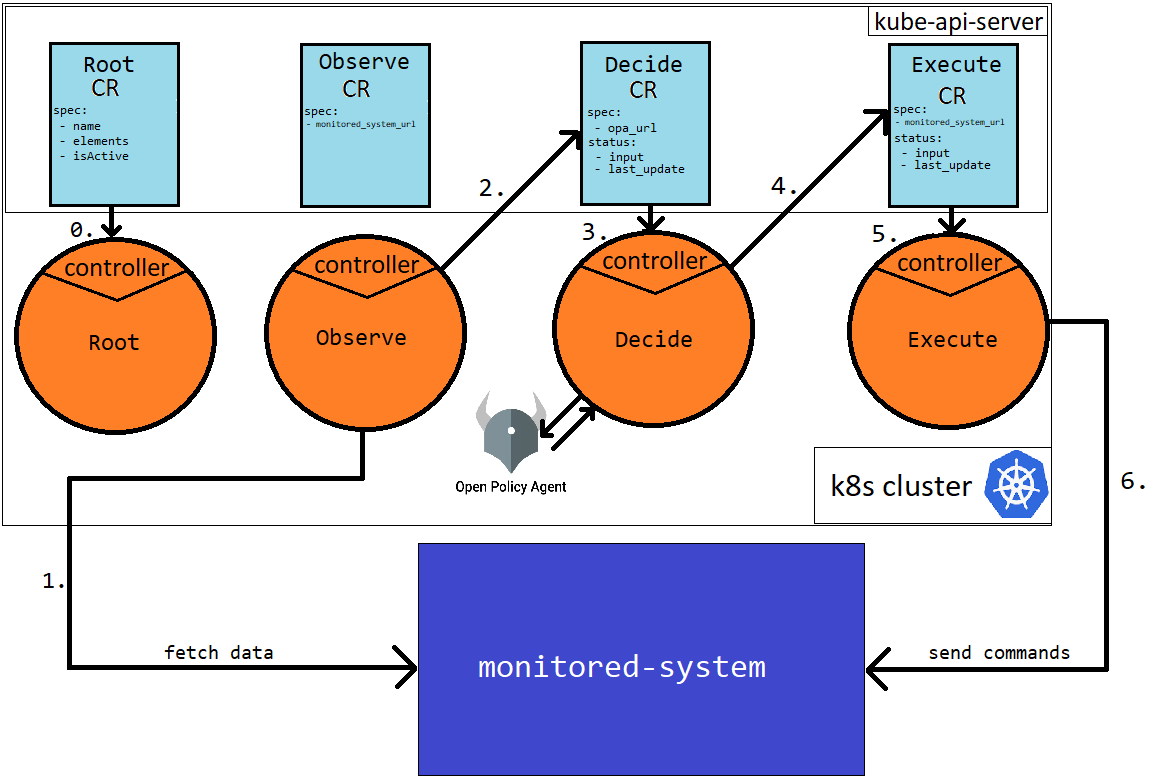 kube-api-server
Root
CR
spec:
- name
- elements
- isActive
Observe
CR
spec:
- monitored_system_url
Decide
CR
spec:
- opa_url
status:
- input
- last_update
Execute
CR
spec:
- monitored_system_url
status:
- input
- last_update
0.
2.
3.
4.
5.
controller
Root
controller
Observe
controller
Decide
controller
Execute
Open Policy Agent
k8s cluster
6.
1.
fetch data
monitored-system
send commands